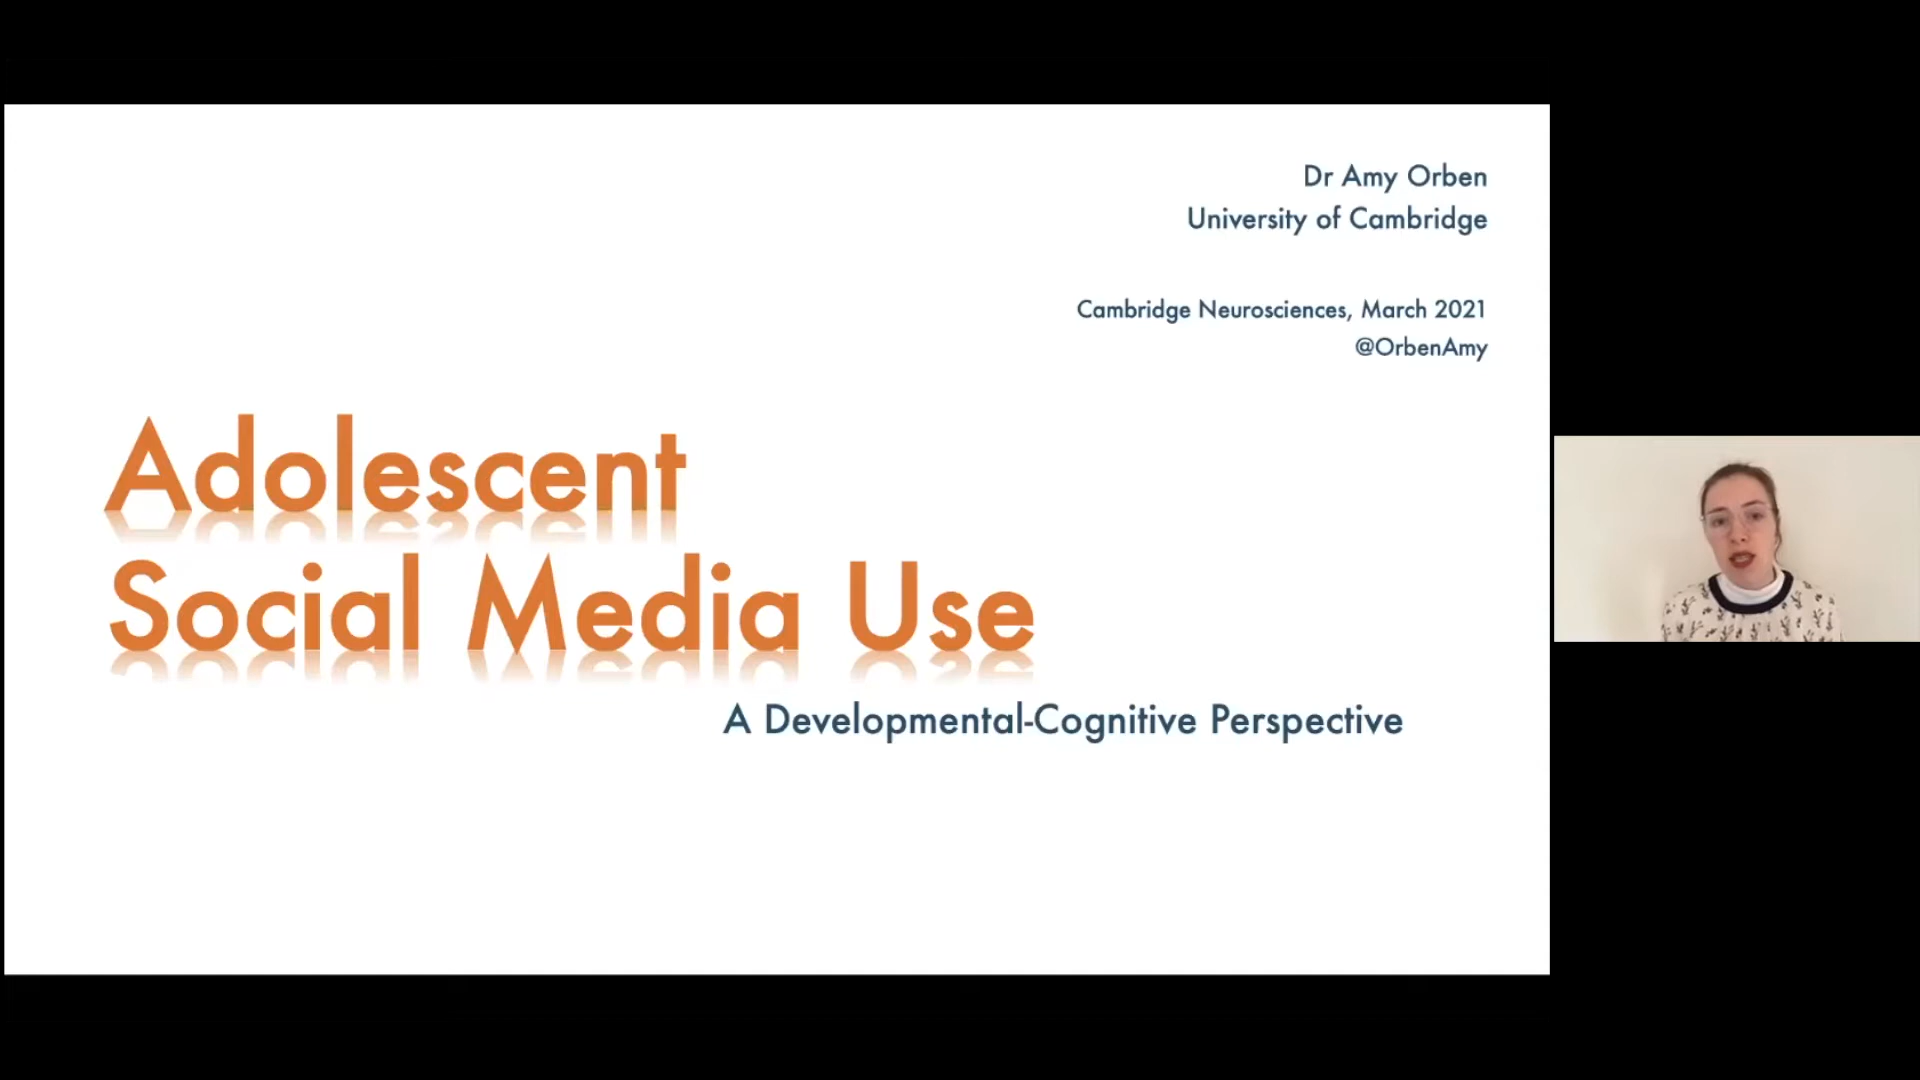 Dr Amy Orben
University of Cambridge
Cambridge Neurosciences, March 2021
@OrbenAmy
Adolescent
Social Media Use
A Developmental-Cognitive Perspective